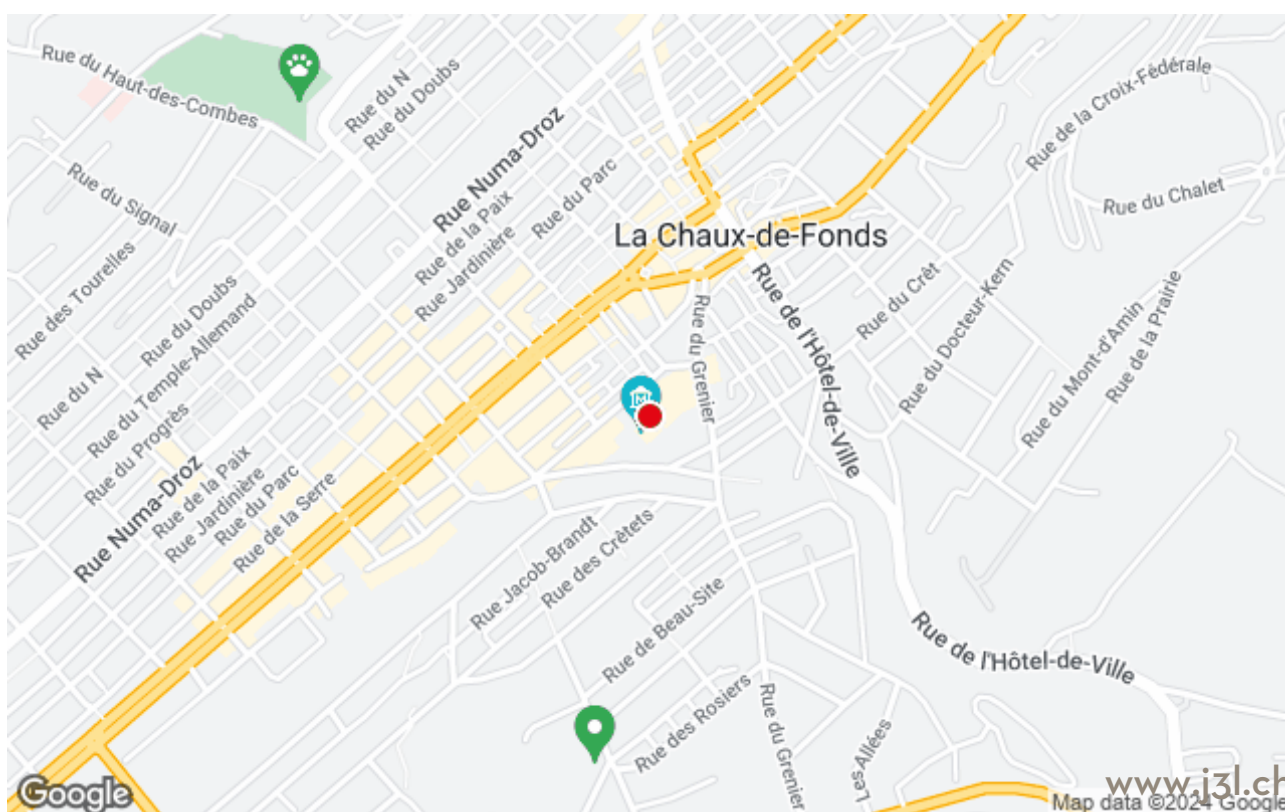 Rue du Haut-des-Combes
Rue du N
Rue du Doubs
Rue Numa-Droz
Rue du Parc
Rue de la Paix
Rue Jardinière
Rue du Signal
Rue des Tourelles
Rue du Doubs
Rue du Temple-Allemand
Rue du N
Rue du Progrès
Rue Numa-Droz
Rue de la Paix
Rue Jardinière
Rue du Parc
Rue de la Serre
La Chaux-de-Fonds
Rue de la Croix-Fédérale
Rue du Chalet
Rue du Crêt
Rue du Docteur-Kern
Rue du Mont-d'Amin
Rue de la Prairie
Rue de l'Hôtel-de-Ville
Rue du Grenier
M
Rue Jacob-Brandt
Rue des Crêtets
Rue de Beau-Site
Rue des Rosiers
Rue du Grenier
Les Allées
Rue de l'Hôtel-de-Ville
Google
www.j3l.ch
Map data ©2024 Google